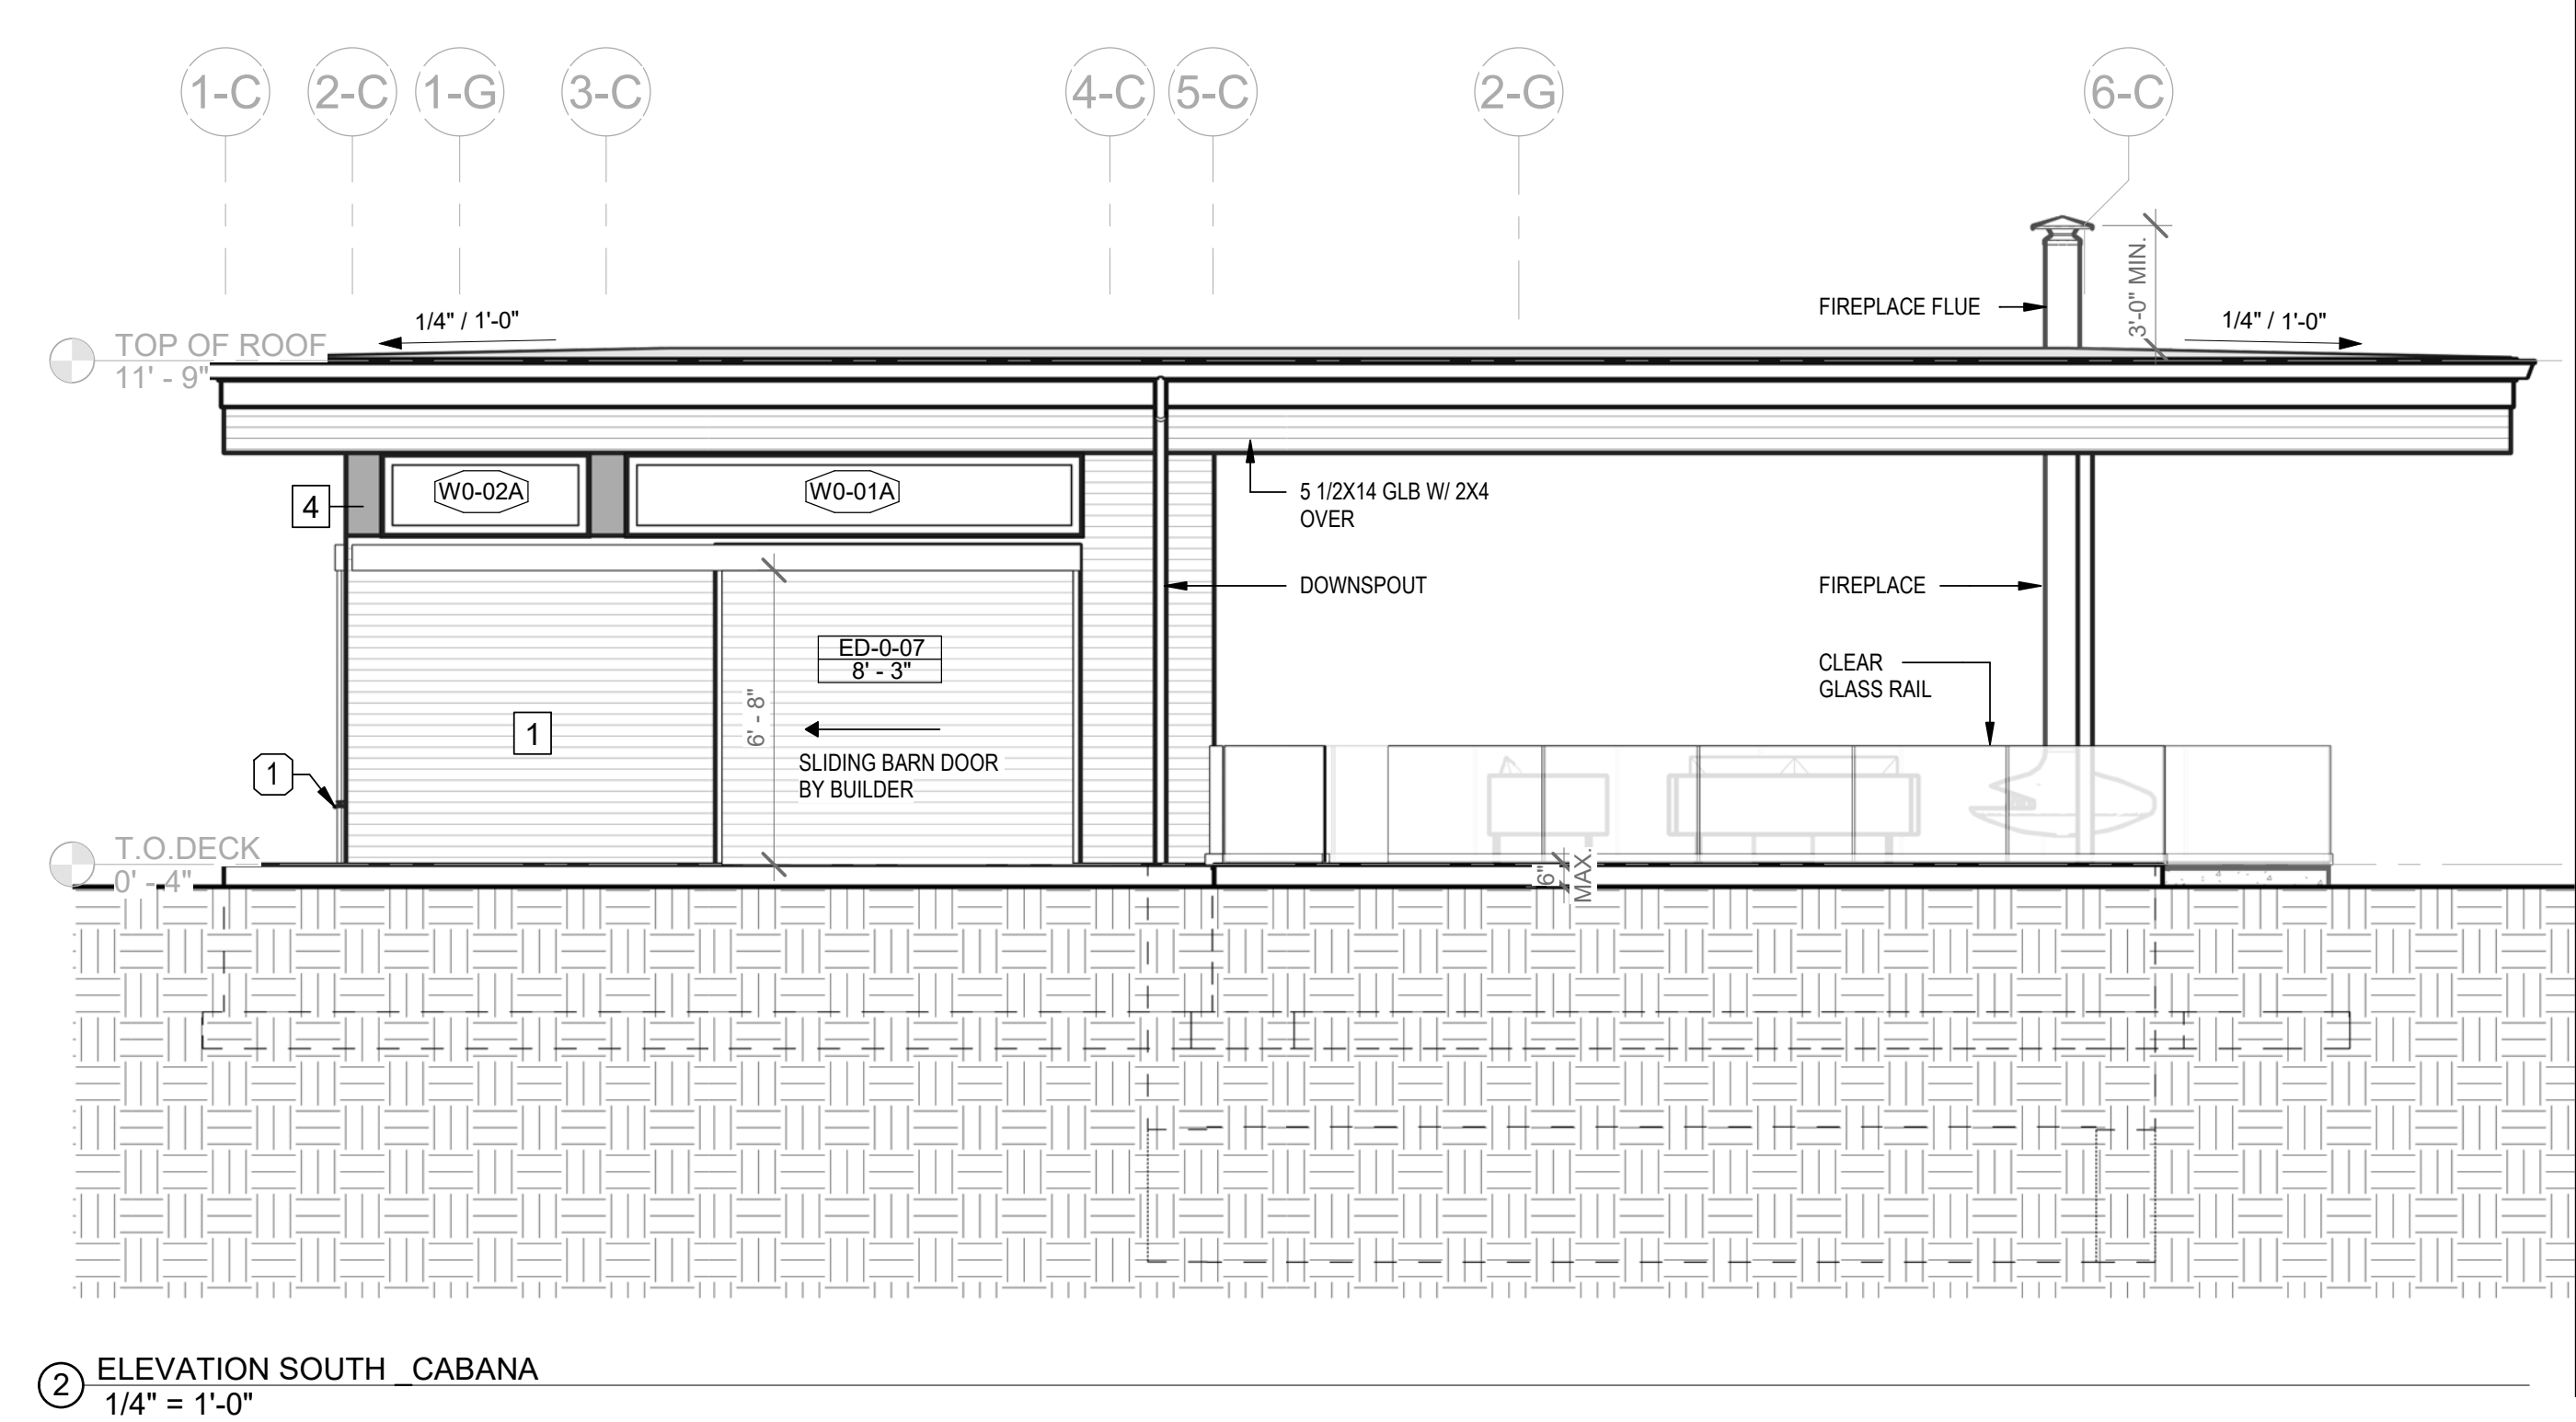 1-C 2-C 1-G 3-C 4-C 5-C 2-G 6-C
3'-0" MIN.
FIREPLACE FLUE
1/4" / 1'-0"
1/4" / 1'-0"
TOP OF ROOF
11' - 9"
4
W0-02A
W0-01A
5 1/2X14 GLB W/ 2X4
OVER
DOWNSPOUT
FIREPLACE
ED-0-07
8' - 3"
CLEAR
GLASS RAIL
6' - 8"
1
SLIDING BARN DOOR
BY BUILDER
1
T.O.DECK
0' - 4"
6"
MAX.
2
ELEVATION SOUTH _CABANA
1/4" = 1'-0"